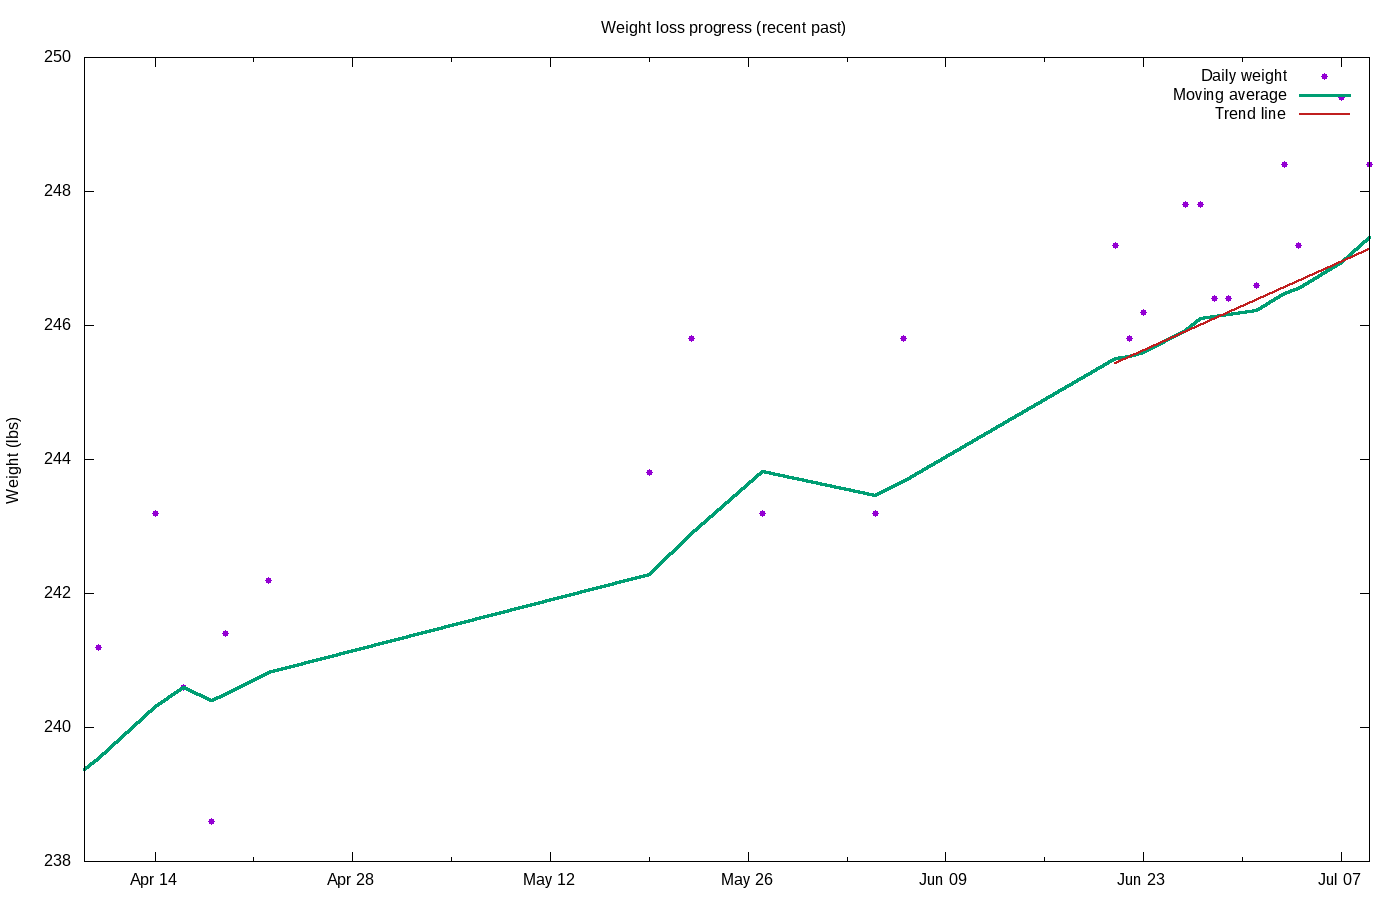 Weight loss progress (recent past)
250
248
246
244
242
240
238
Weight (lbs)
Daily weight
Moving average
Trend line
Apr 14 Apr 28 May 12 May 26 Jun 09 Jun 23 Jul 07